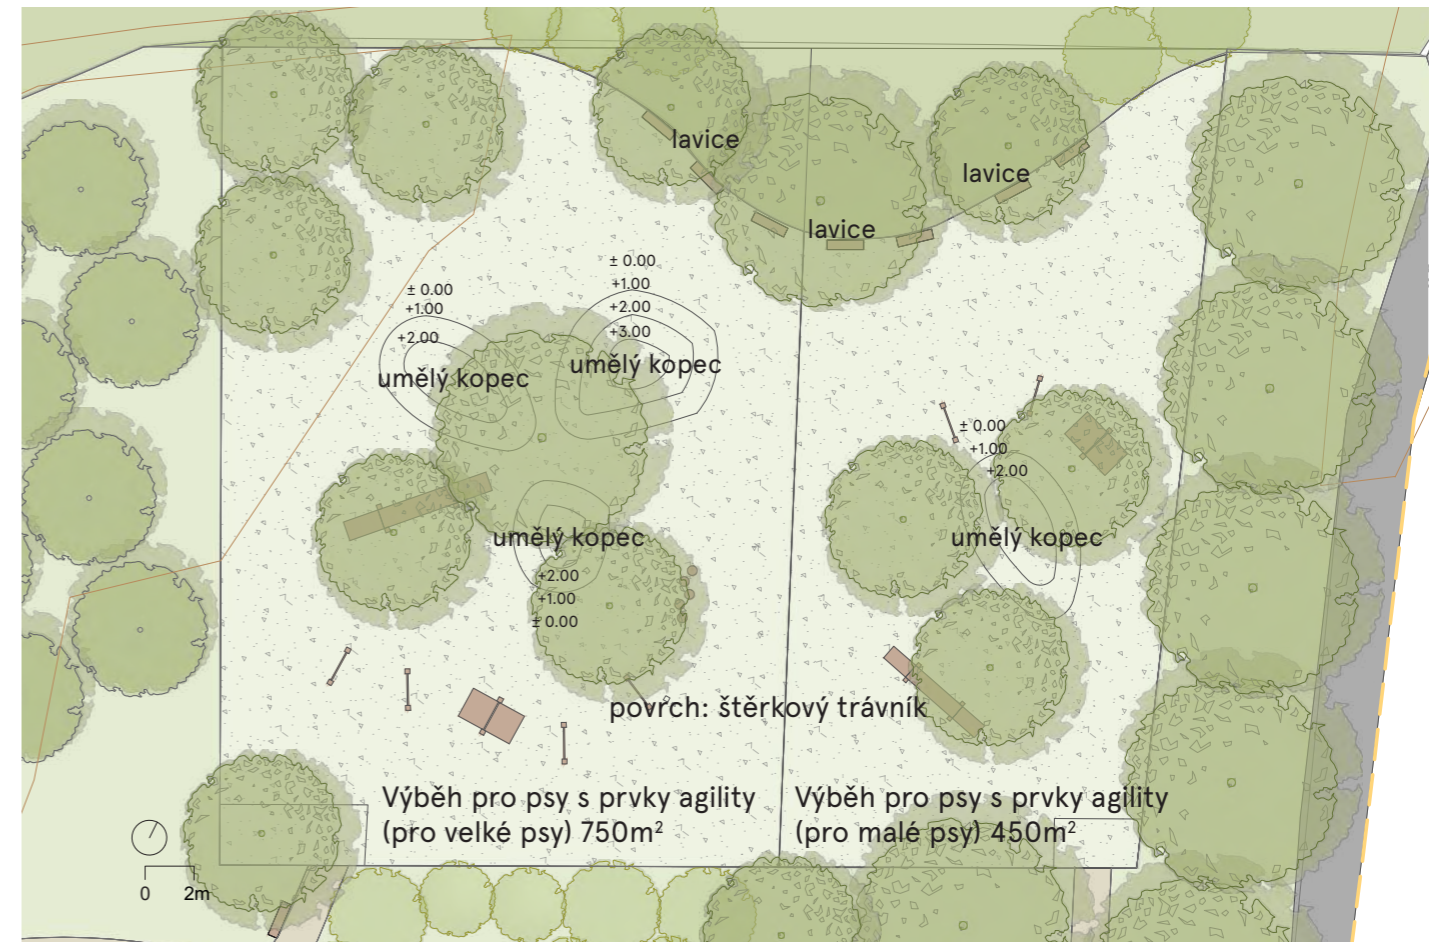 lavice
lavice
lavice
± 0.00
+1.00
+2.00
+3.00
umělý kopec
± 0.00
+1.00
+2.00
umělý kopec
± 0.00
+1.00
+2.00
umělý kopec
umělý kopec
+2.00
+1.00
± 0.00
povrch: štěrkový trávník
Výběh pro psy s prvky agility
(pro velké psy) 750m²
Výběh pro psy s prvky agility
(pro malé psy) 450m²
0 2m